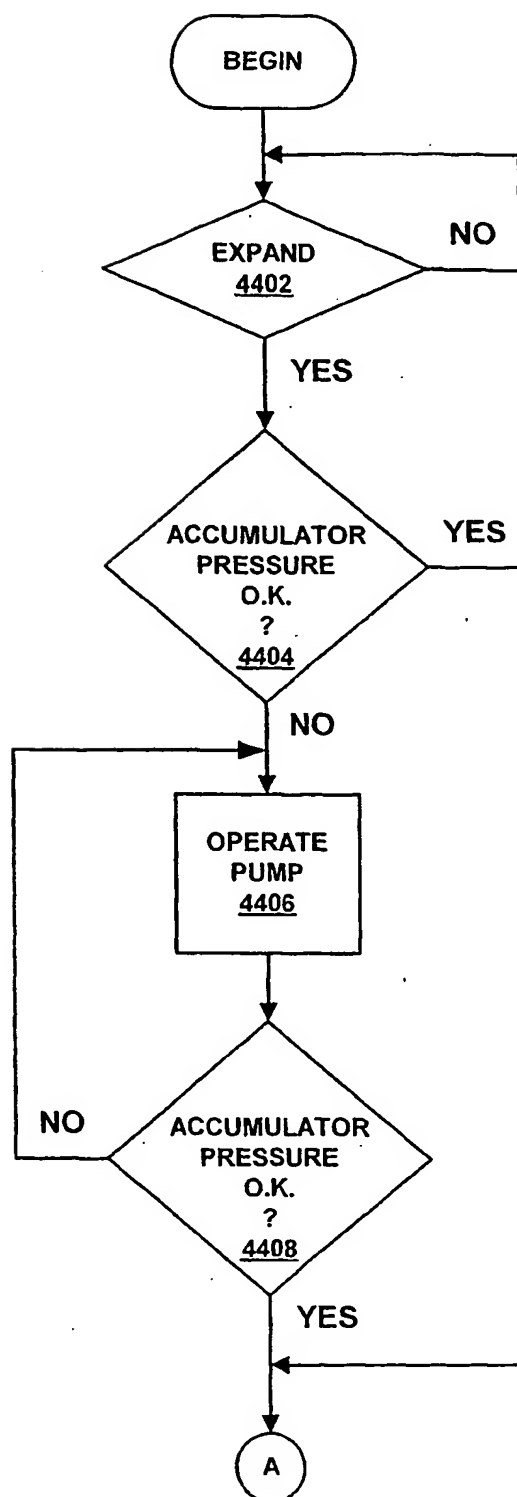 BEGIN
EXPAND
4402
NO
YES
ACCUMULATOR
PRESSURE
O.K.
?
4404
YES
NO
OPERATE
PUMP
4406
NO
ACCUMULATOR
PRESSURE
O.K.
?
4408
YES
A